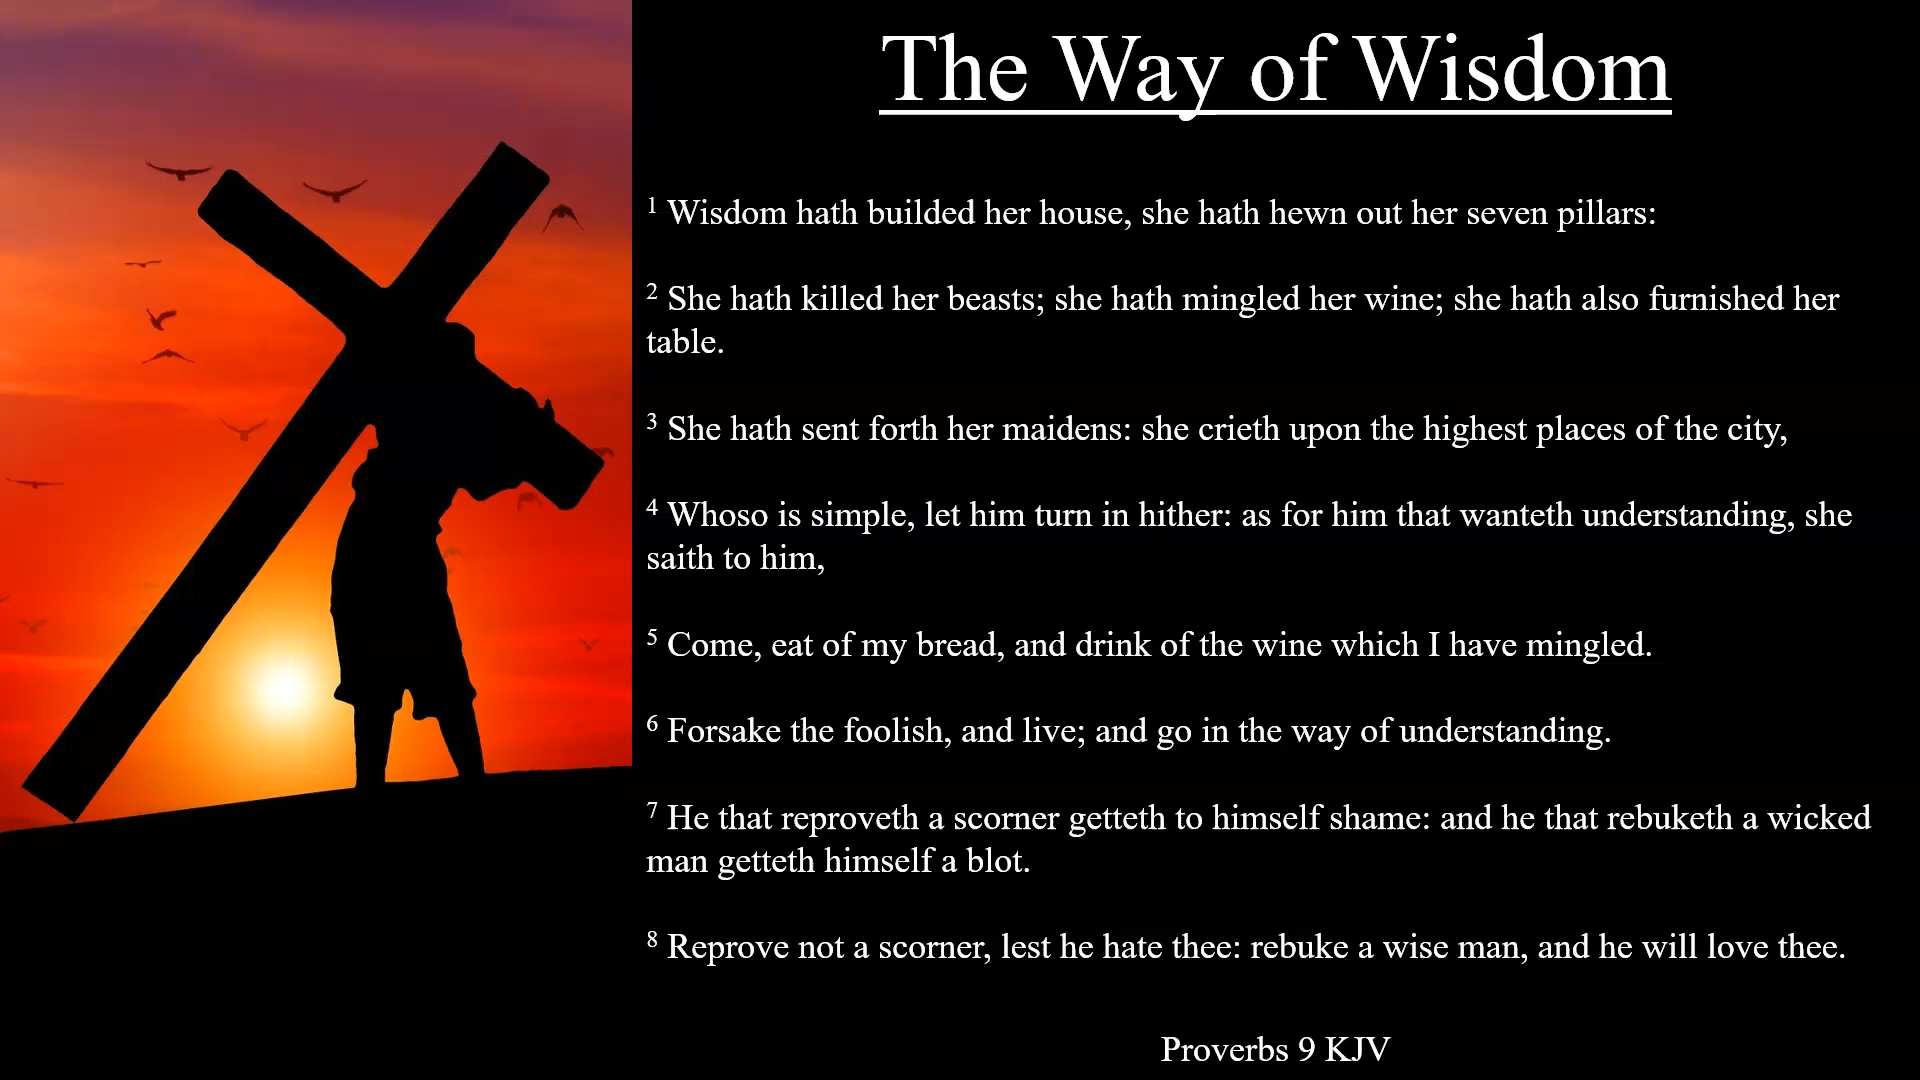 The Way of Wisdom
1 Wisdom hath builded her house, she hath hewn out her seven pillars:
2 She hath killed her beasts; she hath mingled her wine; she hath also furnished her
table.
3 She hath sent forth her maidens: she crieth upon the highest places of the city,
4 Whoso is simple, let him turn in hither: as for him that wanteth understanding, she
saith to him,
5 Come, eat of my bread, and drink of the wine which I have mingled.
6 Forsake the foolish, and live; and go in the way of understanding.
7 He that reproveth a scorner getteth to himself shame: and he that rebuketh a wicked
man getteth himself a blot.
8 Reprove not a scorner, lest he hate thee: rebuke a wise man, and he will love thee.
Proverbs 9 KJV